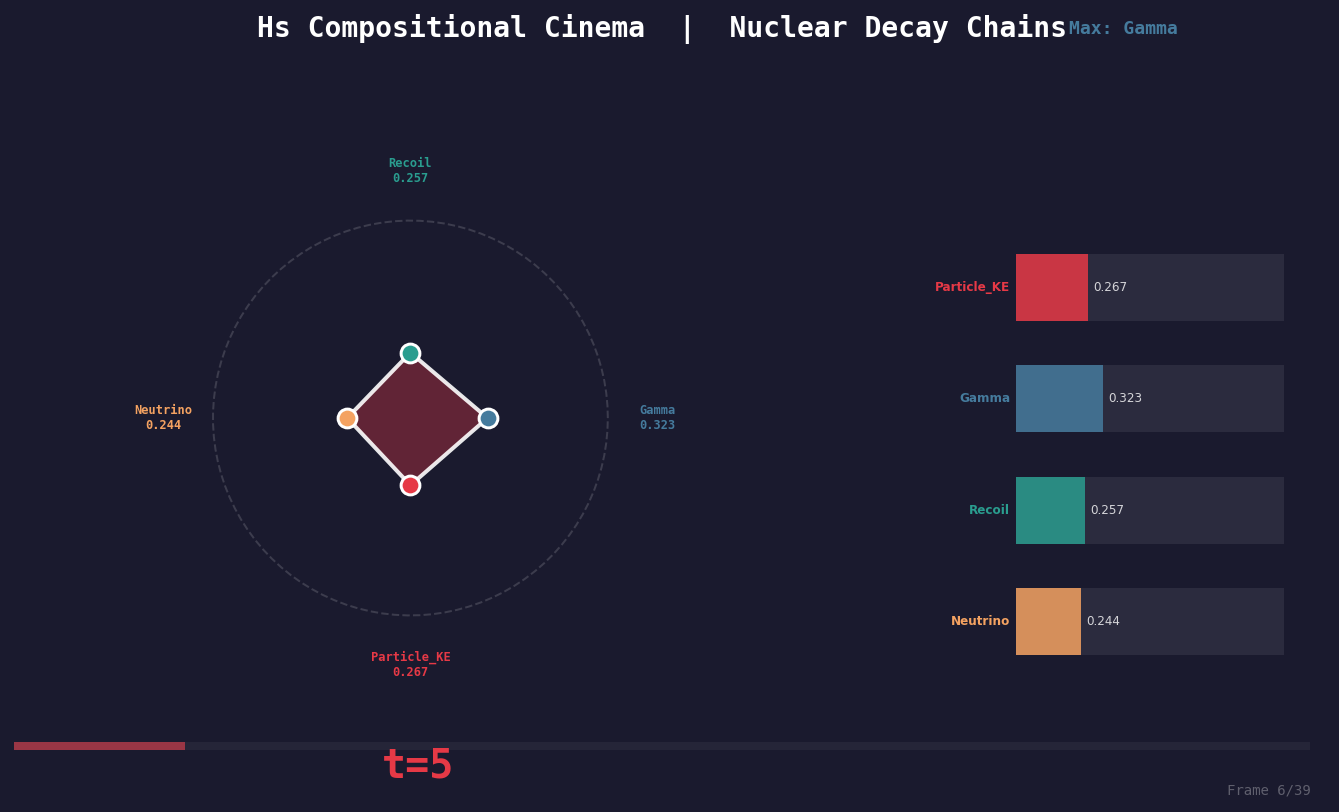 Hs Compositional Cinema  |  Nuclear Decay Chains
Max: Gamma
Recoil
0.257
Neutrino
0.244
Gamma
0.323
Particle_KE
0.267
Particle_KE 0.267
Gamma 0.323
Recoil 0.257
Neutrino 0.244
t=5
Frame 6/39